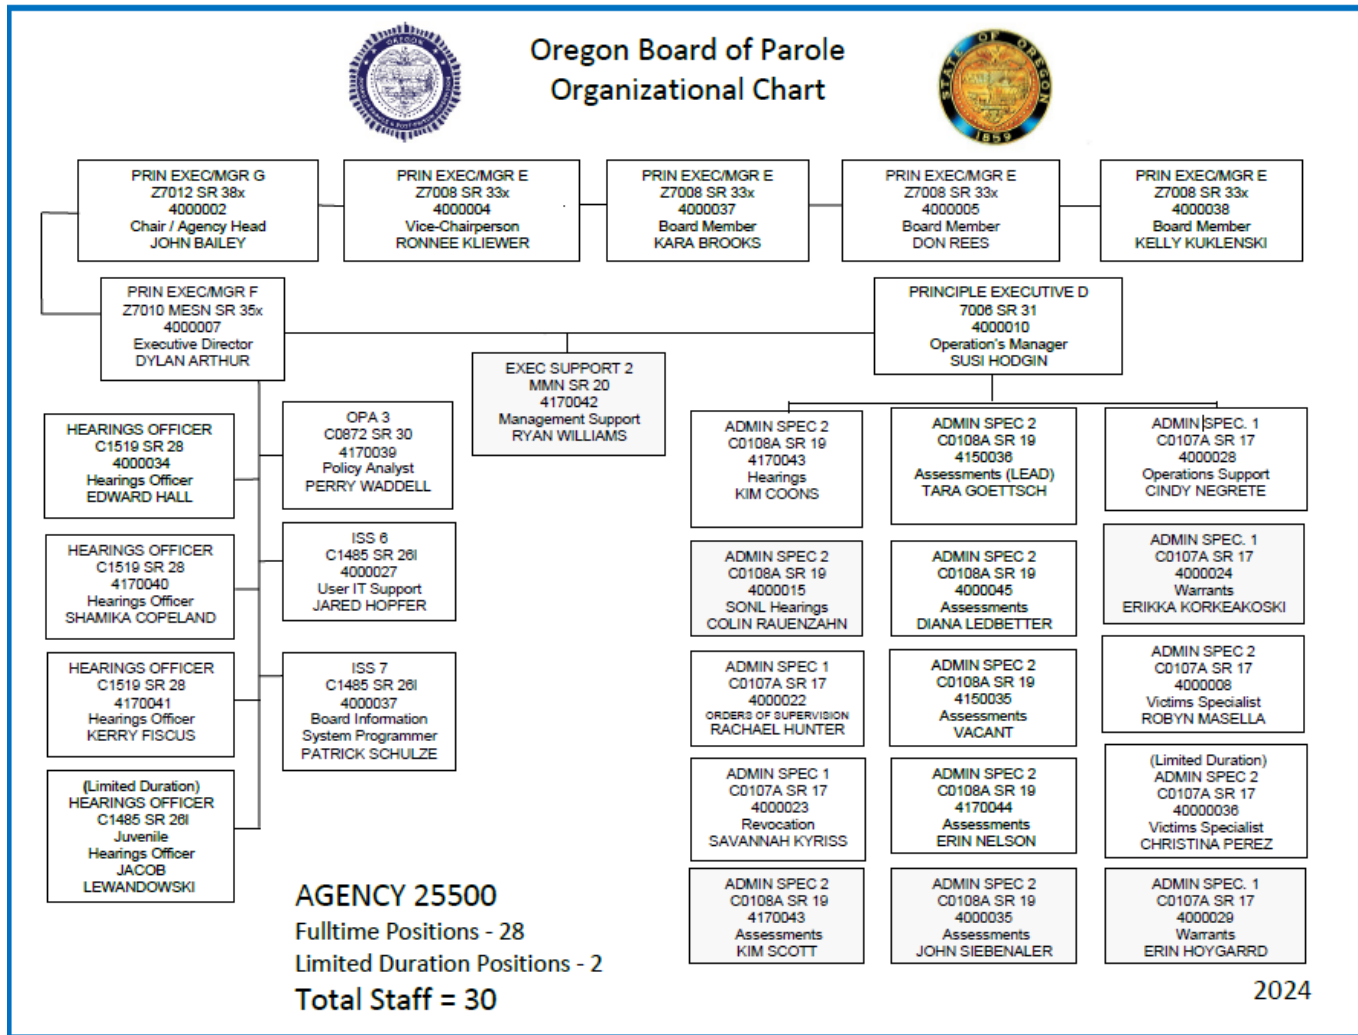 Oregon Board of Parole
Organizational Chart
OREGON
STATE OF OREGON
1859
PRIN EXEC/MGR G
Z7012 SR 38x
4000002
Chair / Agency Head
JOHN BAILEY
PRIN EXEC/MGR E
Z7008 SR 33x
4000004
Vice-Chairperson
RONNEE KLIEWER
PRIN EXEC/MGR E
Z7008 SR 33x
4000037
Board Member
KARA BROOKS
PRIN EXEC/MGR E
Z7008 SR 33x
4000005
Board Member
DON REES
PRIN EXEC/MGR E
Z7008 SR 33x
4000038
Board Member
KELLY KUKLENSKI
PRIN EXEC/MGR F
Z7010 MESN SR 35x
4000007
Executive Director
DYLAN ARTHUR
PRINCIPLE EXECUTIVE D
7006 SR 31
4000010
Operation's Manager
SUSI HODGIN
EXEC SUPPORT 2
MMN SR 20
4170042
Management Support
RYAN WILLIAMS
HEARINGS OFFICER
C1519 SR 28
4000034
Hearings Officer
EDWARD HALL
HEARINGS OFFICER
C1519 SR 28
4170040
Hearings Officer
SHAMIKA COPELAND
HEARINGS OFFICER
C1519 SR 28
4170041
Hearings Officer
KERRY FISCUS
(Limited Duration)
HEARINGS OFFICER
C1485 SR 26I
Juvenile
Hearings Officer
JACOB
LEWANDOWSKI
OPA 3
C0872 SR 30
4170039
Policy Analyst
PERRY WADDELL
ISS 6
C1485 SR 26I
4000027
User IT Support
JARED HOPFER
ISS 7
C1485 SR 26I
4000037
Board Information
System Programmer
PATRICK SCHULZE
ADMIN SPEC 2
C0108A SR 19
4170043
Hearings
KIM COONS
ADMIN SPEC 2
C0108A SR 19
4000015
SONL Hearings
COLIN RAUENZAHN
ADMIN SPEC 1
C0107A SR 17
4000022
ORDERS OF SUPERVISION
RACHAEL HUNTER
ADMIN SPEC 1
C0107A SR 17
4000023
Revocation
SAVANNAH KYRISS
ADMIN SPEC 2
C0108A SR 19
4170043
Assessments
KIM SCOTT
ADMIN SPEC 2
C0108A SR 19
4150036
Assessments (LEAD)
TARA GOETTSCH
ADMIN SPEC 2
C0108A SR 19
4000045
Assessments
DIANA LEDBETTER
ADMIN SPEC 2
C0108A SR 19
4150035
Assessments
VACANT
ADMIN SPEC 2
C0108A SR 19
4170044
Assessments
ERIN NELSON
ADMIN SPEC 2
C0108A SR 19
4000035
Assessments
JOHN SIEBENALER
ADMIN SPEC. 1
C0107A SR 17
4000028
Operations Support
CINDY NEGRETE
ADMIN SPEC. 1
C0107A SR 17
4000024
Warrants
ERIKKA KORKEAKOSKI
ADMIN SPEC 2
C0107A SR 17
4000008
Victims Specialist
ROBYN MASELLA
(Limited Duration)
ADMIN SPEC 2
C0107A SR 17
40000036
Victims Specialist
CHRISTINA PEREZ
ADMIN SPEC. 1
C0107A SR 17
4000029
Warrants
ERIN HOYGARRD
AGENCY 25500
Fulltime Positions - 28
Limited Duration Positions - 2
Total Staff = 30
2024